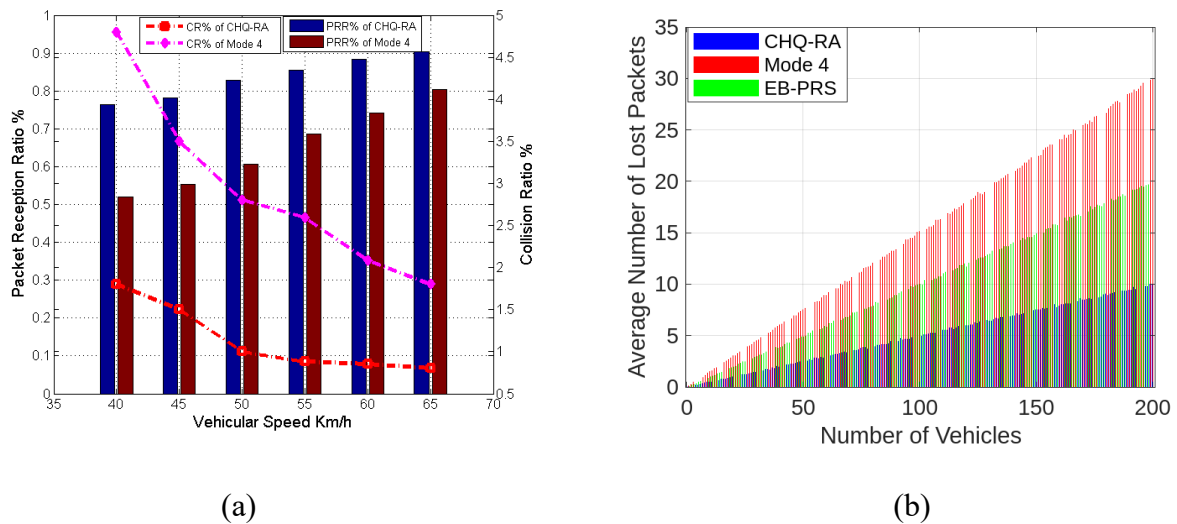 CR% of CHQ-RA
CR% of Mode 4
PRR% of CHQ-RA
PRR% of Mode 4
Packet Reception Ratio %
1
0.9
0.8
0.7
0.6
0.5
0.4
0.3
0.2
0.1
0
5
4.5
4
3.5
3
2.5
2
1.5
1
0.5
Collision Ratio %
35 40 45 50 55 60 65 70
Vehicular Speed Km/h
(a)
CHQ-RA
Mode 4
EB-PRS
Average Number of Lost Packets
35
30
25
20
15
10
5
0
0 50 100 150 200
Number of Vehicles
(b)